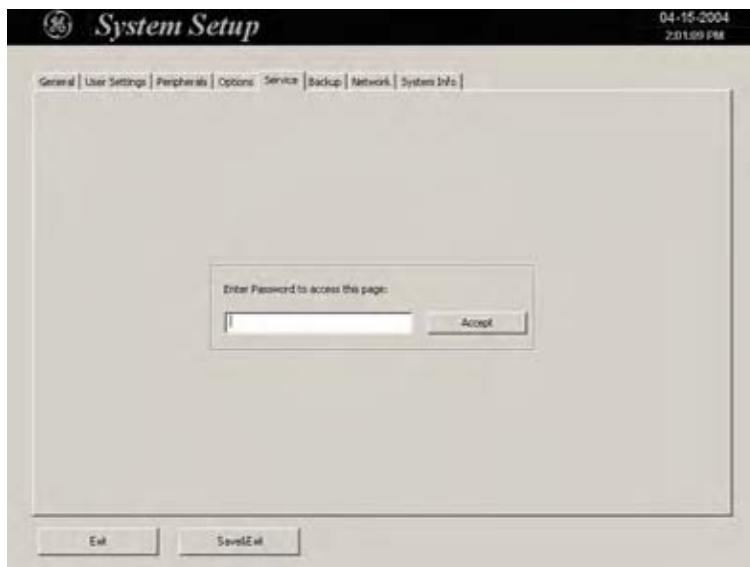 System Setup
04-15-2004
2:01:09 PM
General | User Settings | Peripherals | Options Service | Backup | Network | System Info |
Enter Password to access this page:
Accept
Exit
Save&Exit